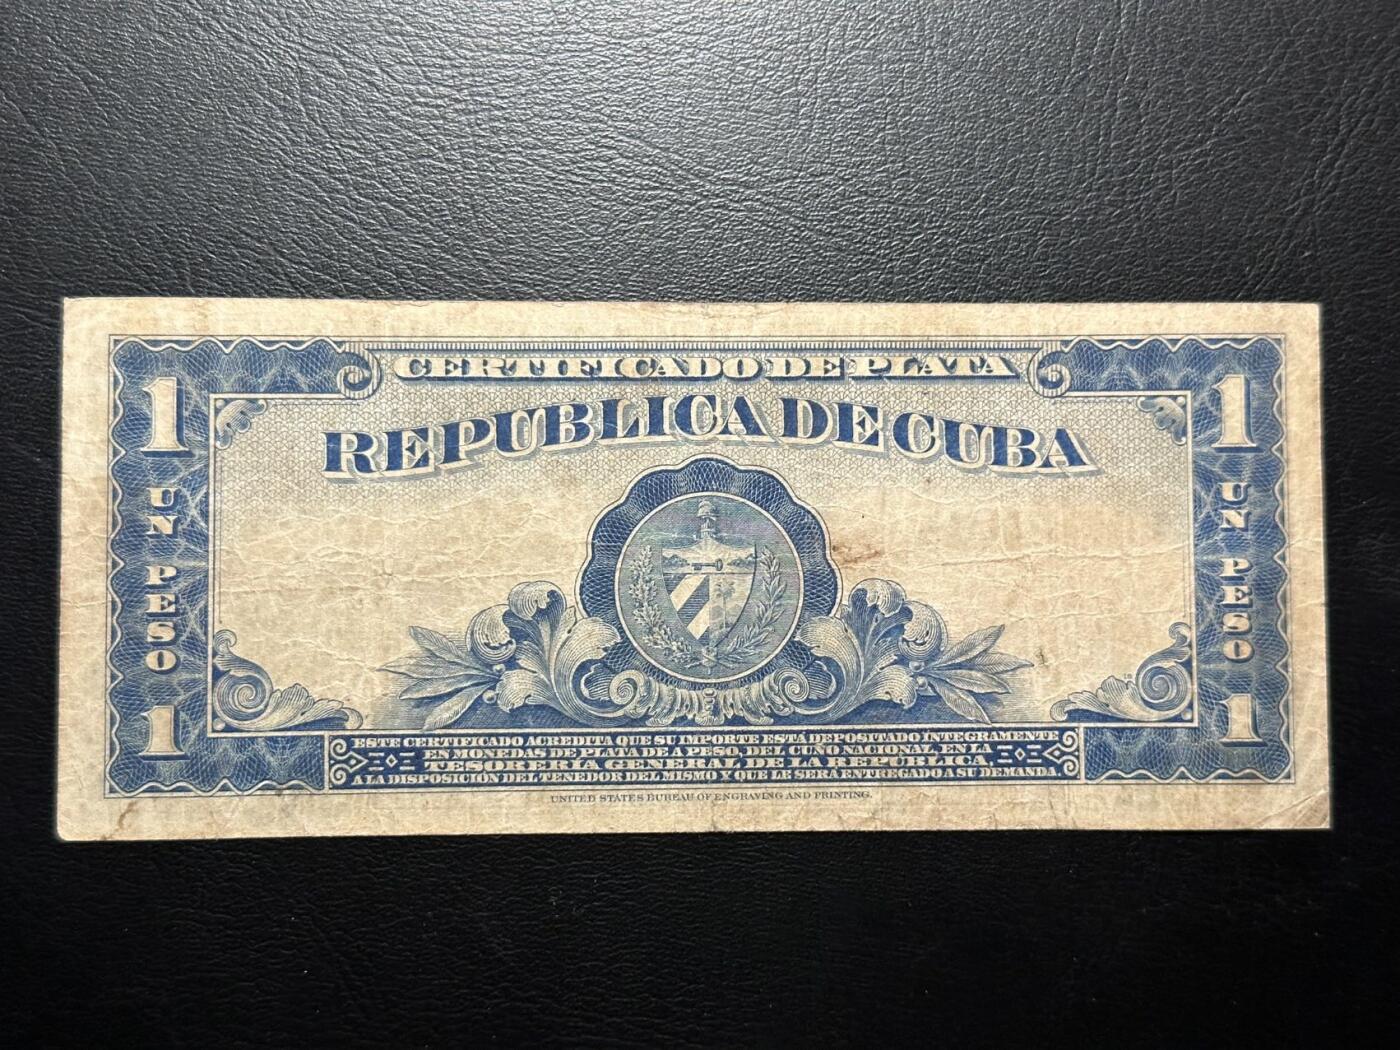 CERTIFICADO DE PLATA
REPUBLICA DE CUBA
1
UN PESO
1
1
UN PESO
1
ESTE CERTIFICADO ACREDITA QUE SU IMPORTE ESTÁ DEPOSITADO INTEGRAMENTE
EN MONEDAS DE PLATA DE A PESO, DEL CUÑO NACIONAL, EN LA
TESORERÍA GENERAL DE LA REPUBLICA,
A LA DISPOSICIÓN DEL TENEDOR DEL MISMO Y QUE LE SERÁ ENTREGADO A SU DEMANDA.
UNITED STATES BUREAU OF ENGRAVING AND PRINTING.